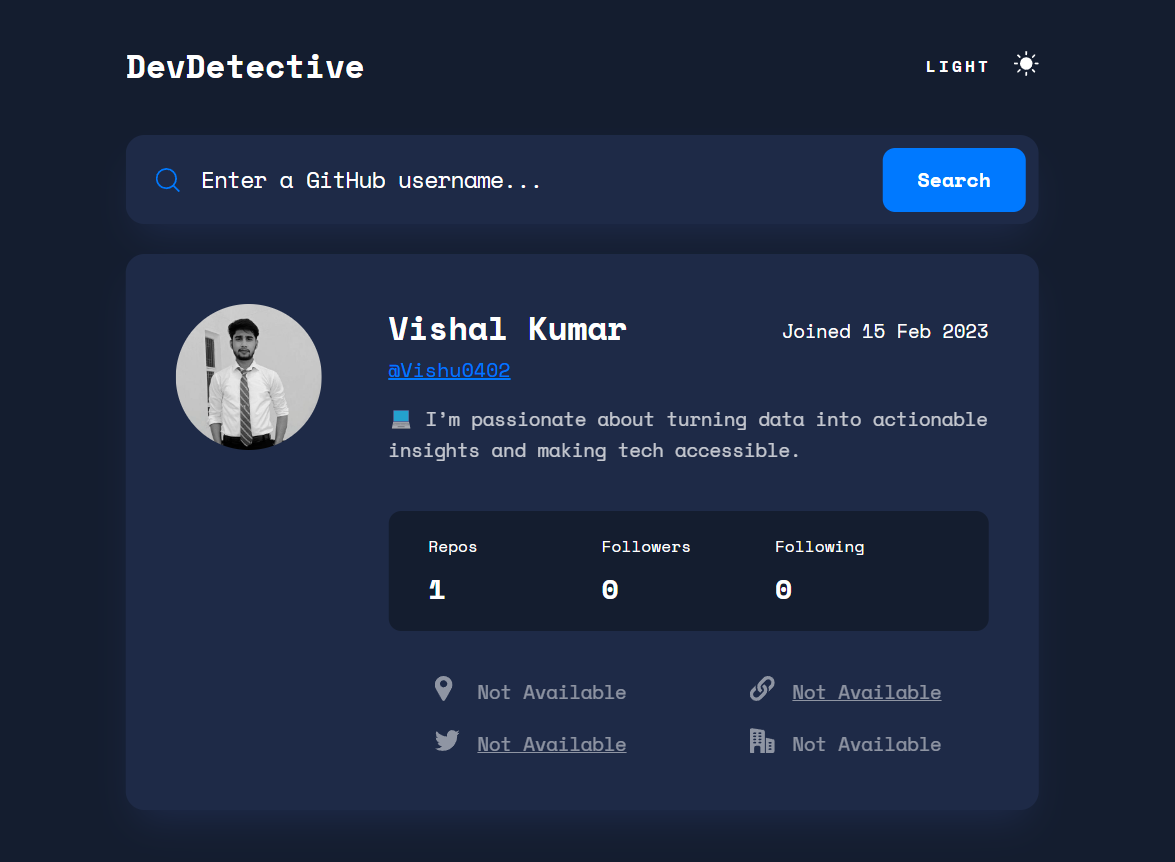 DevDetective
LIGHT
Enter a GitHub username...
Search
Vishal Kumar
Joined 15 Feb 2023
@Vishu0402
💻 I’m passionate about turning data into actionable
insights and making tech accessible.
Repos Followers Following
1 0 0
Not Available Not Available
Not Available Not Available